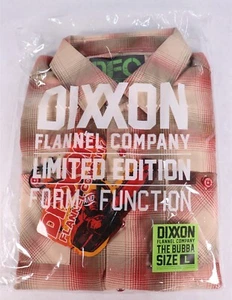 DFC
DIXXON
FLANNEL COMPANY
LIMITED EDITION
FORM + FUNCTION
DIXXON
FLANNEL COMPANY
THE BUBBA
SIZE L